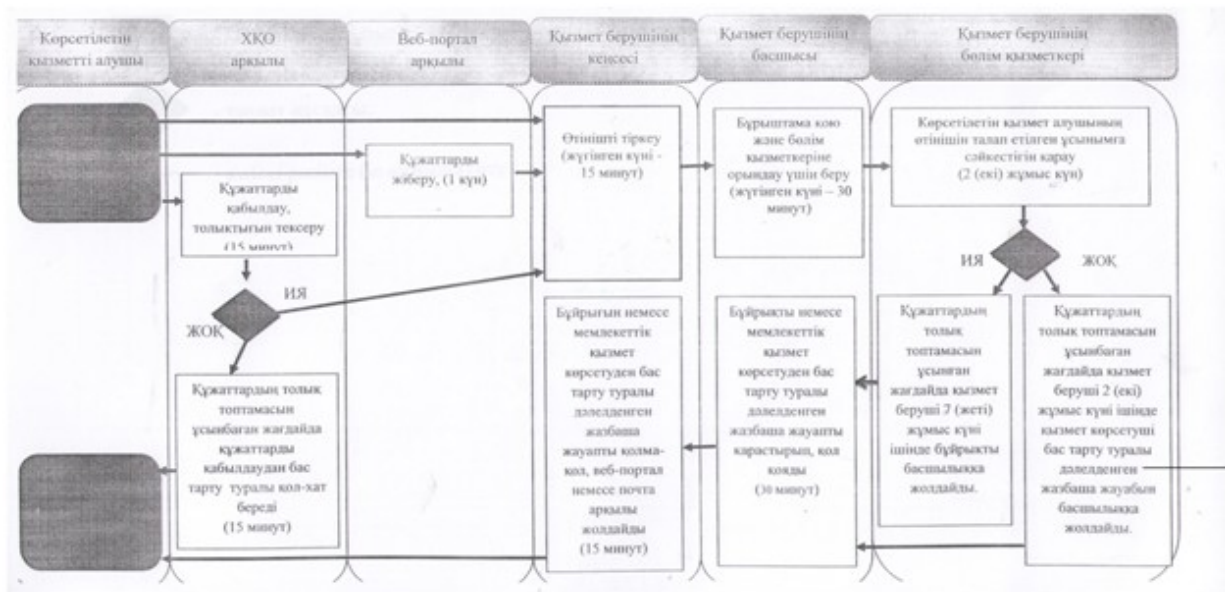 Көрсетілетін
қызметті алушы
ХҚО
арқылы
Веб-портал
арқылы
Қызмет берушінің
кеңсесі
Қызмет берушінің
басшысы
Қызмет берушінің
бөлім қызметкері
Құжаттарды
қабылдау,
толықтығын тексеру
(15 минут)
Құжаттарды
жіберу, (1 күн)
Өтінішті тіркеу
(жүгінген күні -
15 минут)
Бұрыштама қою
және бөлім
қызметкеріне
орындау үшін беру
(жүгінген күні – 30
минут)
Көрсетілетін қызмет алушының
өтінішін талап етілген ұсынымға
сәйкестігін қарау
(2 (екі) жұмыс күн)
ИЯ
ЖОҚ
ИЯ
ЖОҚ
Құжаттардың толық
топтамасын
ұсынбаған жағдайда
құжаттарды
қабылдаудан бас
тарту туралы қол-хат
береді
(15 минут)
Бұйрығын немесе
мемлекеттік
қызмет
көрсетуден бас
тарту туралы
дәлелденген
жазбаша
жауапты қолма-
қол, веб-портал
немесе почта
арқылы
жолдайды
(15 минут)
Бұйрықты немесе
мемлекеттік
қызмет
көрсетуден бас
тарту туралы
дәлелденген
жазбаша жауапты
қарастырып, қол
қояды
(30 минут)
Құжаттардың
толық
топтамасын
ұсынған
жағдайда қызмет
беруші 7 (жеті)
жұмыс күні
ішінде бұйрықты
басшылыққа
жолдайды.
Құжаттардың
толық топтамасын
ұсынбаған
жағдайда қызмет
беруші 2 (екі)
жұмыс күні ішінде
қызмет көрсетуші
бас тарту туралы
дәлелденген
жазбаша жауабын
басшылыққа
жолдайды.